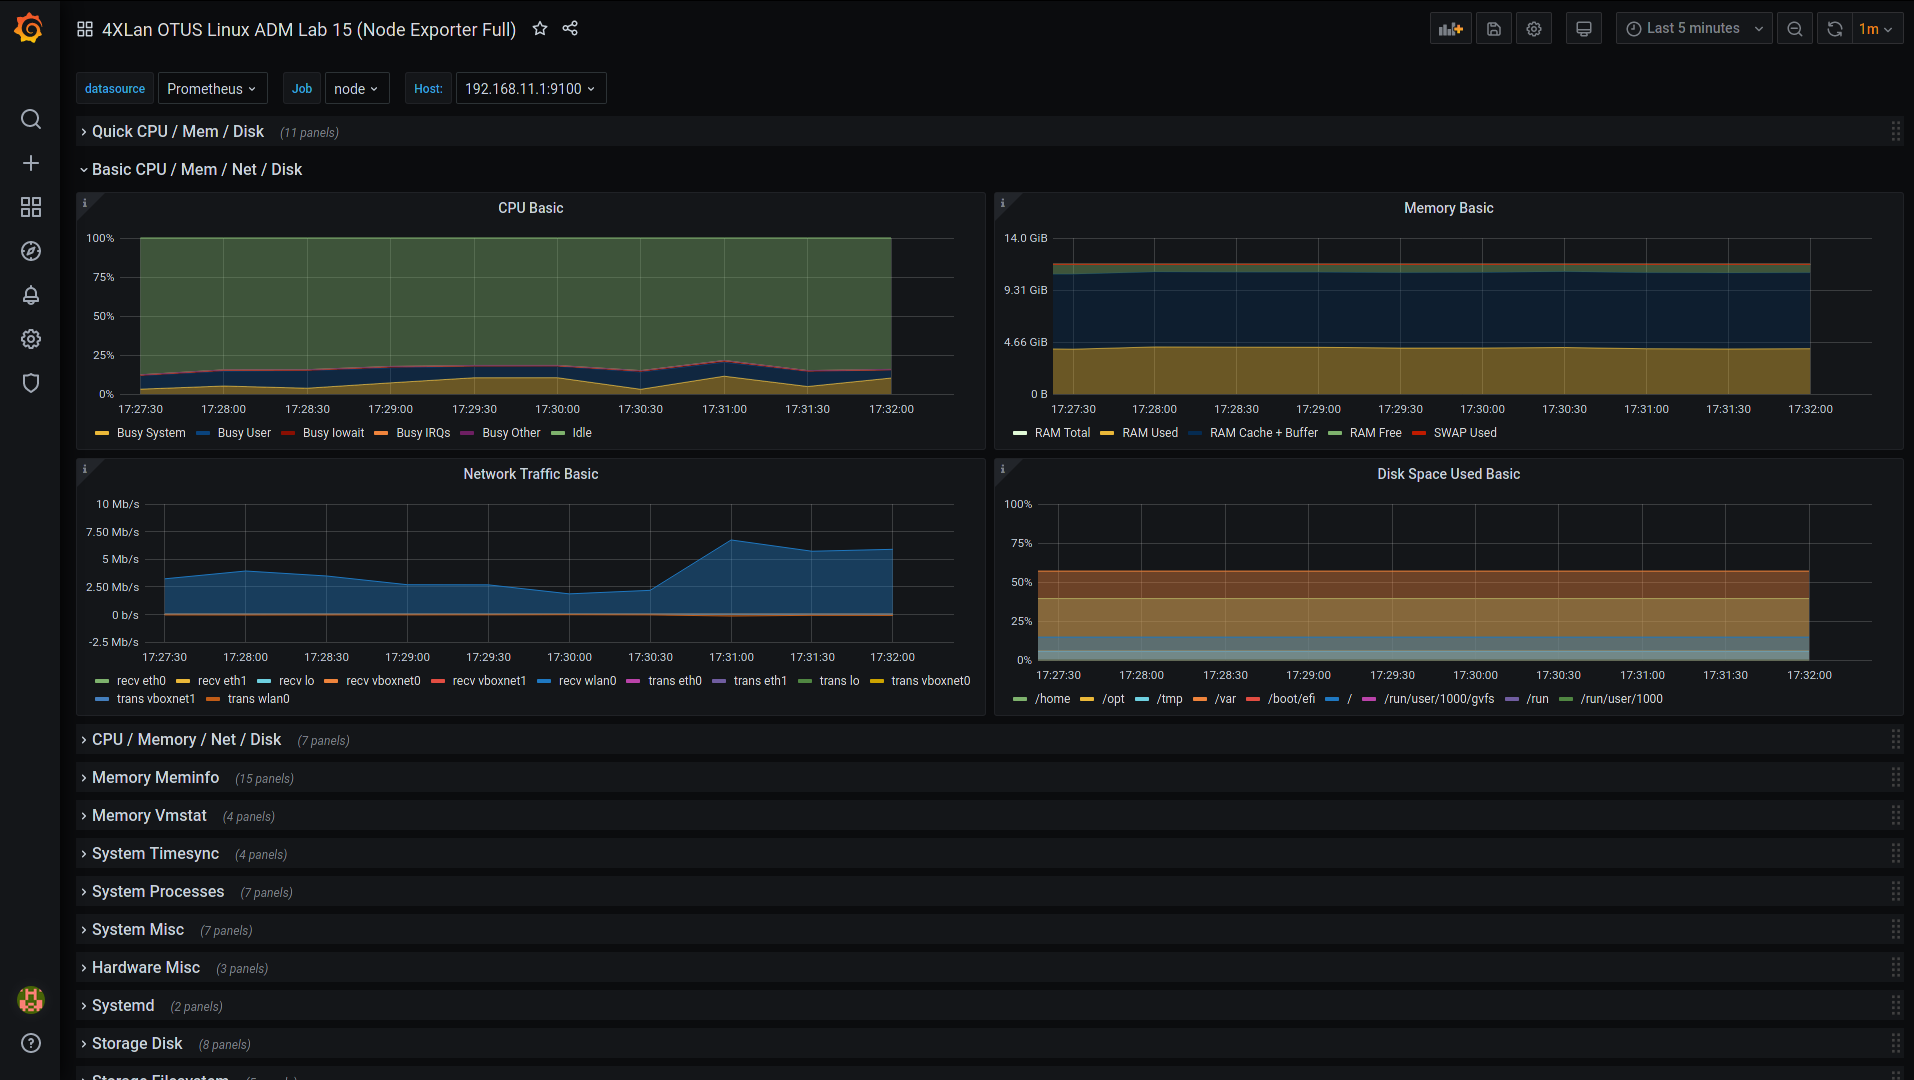 4XLan OTUS Linux ADM Lab 15 (Node Exporter Full)
Last 5 minutes
1m
datasource Prometheus Job node Host: 192.168.11.1:9100
Quick CPU / Mem / Disk (11 panels)
Basic CPU / Mem / Net / Disk
CPU Basic
100%
75%
50%
25%
0%
17:27:30 17:28:00 17:28:30 17:29:00 17:29:30 17:30:00 17:30:30 17:31:00 17:31:30 17:32:00
Busy System Busy User Busy Iowait Busy IRQs Busy Other Idle
Memory Basic
14.0 GiB
9.31 GiB
4.66 GiB
0 B
17:27:30 17:28:00 17:28:30 17:29:00 17:29:30 17:30:00 17:30:30 17:31:00 17:31:30 17:32:00
RAM Total RAM Used RAM Cache + Buffer RAM Free SWAP Used
Network Traffic Basic
10 Mb/s
7.50 Mb/s
5 Mb/s
2.50 Mb/s
0 b/s
-2.5 Mb/s
17:27:30 17:28:00 17:28:30 17:29:00 17:29:30 17:30:00 17:30:30 17:31:00 17:31:30 17:32:00
recv eth0 recv eth1 recv lo recv vboxnet0 recv vboxnet1 recv wlan0 trans eth0 trans eth1 trans lo trans vboxnet0
trans vboxnet1 trans wlan0
Disk Space Used Basic
100%
75%
50%
25%
0%
17:27:30 17:28:00 17:28:30 17:29:00 17:29:30 17:30:00 17:30:30 17:31:00 17:31:30 17:32:00
/home /opt /tmp /var /boot/efi / /run/user/1000/gvfs /run /run/user/1000
CPU / Memory / Net / Disk (7 panels)
Memory Meminfo (15 panels)
Memory Vmstat (4 panels)
System Timesync (4 panels)
System Processes (7 panels)
System Misc (7 panels)
Hardware Misc (3 panels)
Systemd (2 panels)
Storage Disk (8 panels)
Storage Filesystem